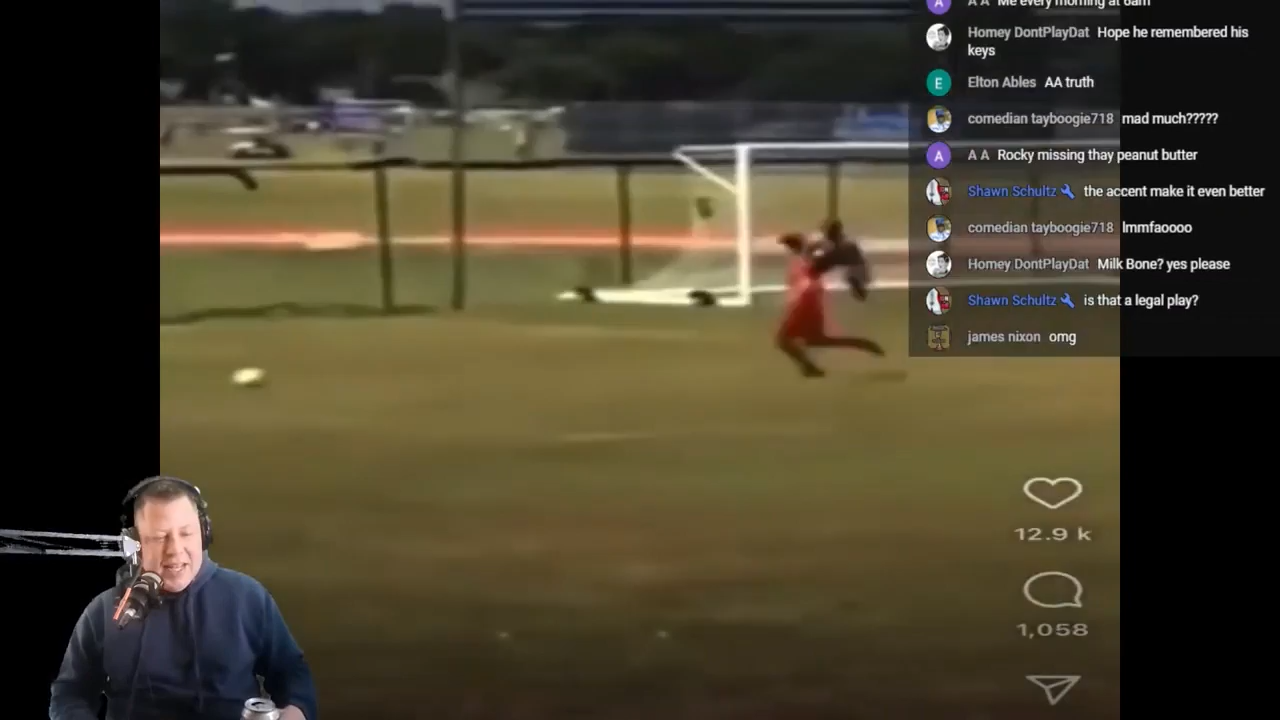 A A Me every morning at 6am
Homey DontPlayDat Hope he remembered his
keys
E Elton Ables AA truth
comedian tayboogie718 mad much?????
A A A Rocky missing thay peanut butter
Shawn Schultz the accent make it even better
comedian tayboogie718 lmmfaoooo
Homey DontPlayDat Milk Bone? yes please
Shawn Schultz is that a legal play?
james nixon omg
12.9 k
1,058